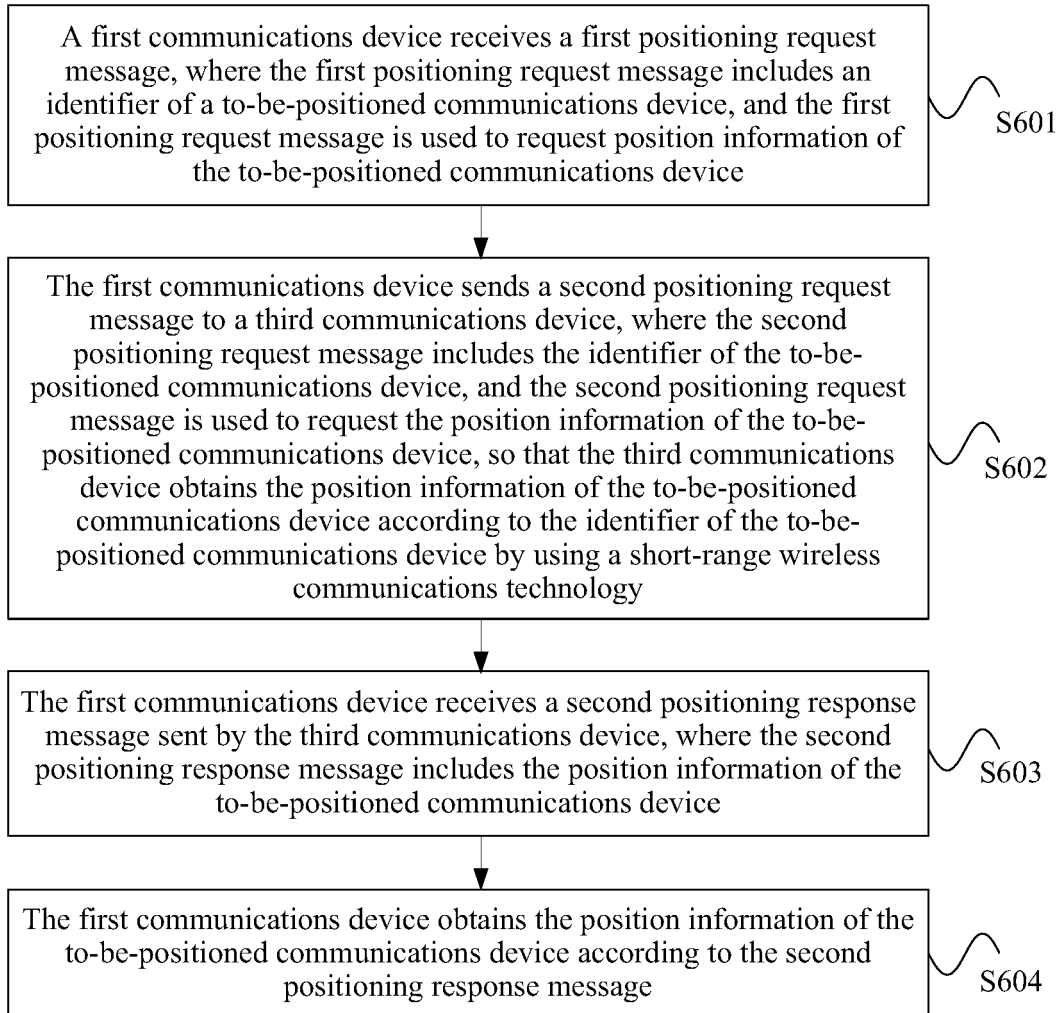 A first communications device receives a first positioning request
message, where the first positioning request message includes an
identifier of a to-be-positioned communications device, and the first
positioning request message is used to request position information of
the to-be-positioned communications device
S601
The first communications device sends a second positioning request
message to a third communications device, where the second
positioning request message includes the identifier of the to-be-
positioned communications device, and the second positioning request
message is used to request the position information of the to-be-
positioned communications device, so that the third communications
device obtains the position information of the to-be-positioned
communications device according to the identifier of the to-be-
positioned communications device by using a short-range wireless
communications technology
S602
The first communications device receives a second positioning response
message sent by the third communications device, where the second
positioning response message includes the position information of the
to-be-positioned communications device
S603
The first communications device obtains the position information of the
to-be-positioned communications device according to the second
positioning response message
S604